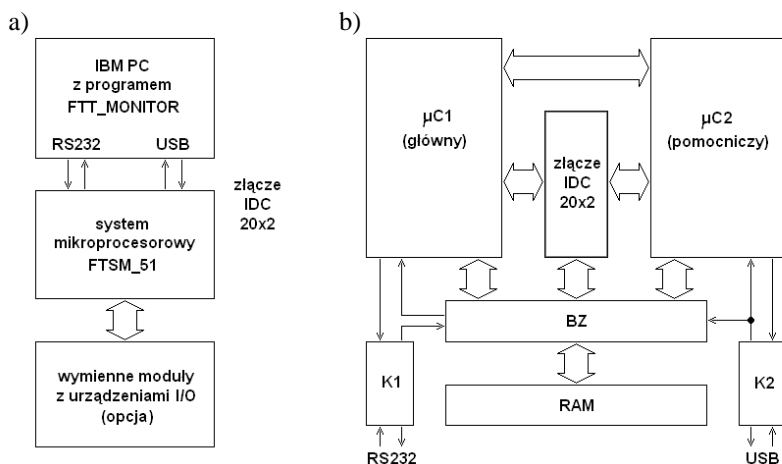 a)
IBM PC
z programem
FTT_MONITOR
RS232 USB
złącze
IDC
20x2
system
mikroprocesorowy
FTSM_51
wymienne moduły
z urządzeniami I/O
(opcja)
b)
µC1
(główny)
złącze
IDC
20x2
µC2
(pomocniczy)
BZ
K1
RAM
K2
RS232
USB